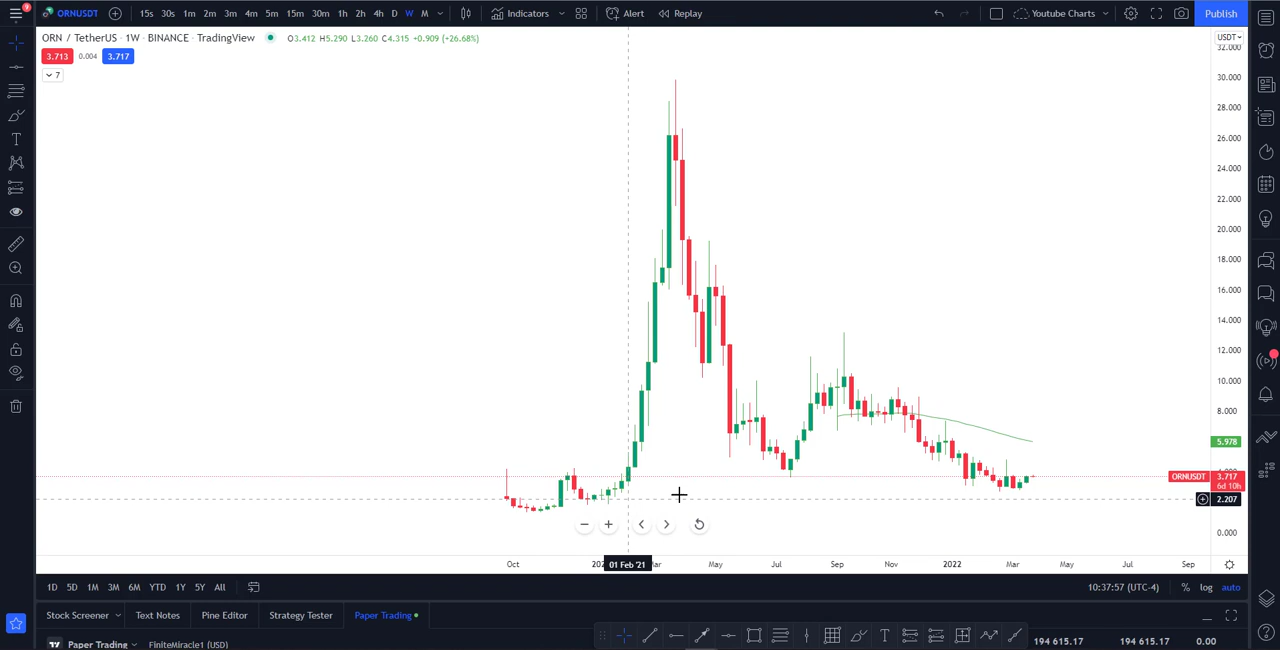 9
ORNUSDT 15s 30s 1m 2m 3m 4m 5m 15m 30m 1h 2h 4h D W M Indicators Alert Replay Youtube Charts Publish
ORN / TetherUS · 1W · BINANCE · TradingView O3.412 H5.290 L3.260 C4.315 +0.909 (+26.68%)
USDT
3.713 0.004 3.717
7
32.000
30.000
28.000
26.000
24.000
22.000
20.000
18.000
16.000
14.000
12.000
10.000
8.000
5.978
ORNUSDT 3.717
6d 10h
2.207
0.000
Oct 01 Feb '21 May Jul Sep Nov 2022 Mar May Jul Sep
1D 5D 1M 3M 6M YTD 1Y 5Y All 10:37:57 (UTC-4) % log auto
Stock Screener Text Notes Pine Editor Strategy Tester Paper Trading
Paper Trading FiniteMiracle1 (USD) 194 615.17 194 615.17 0.00